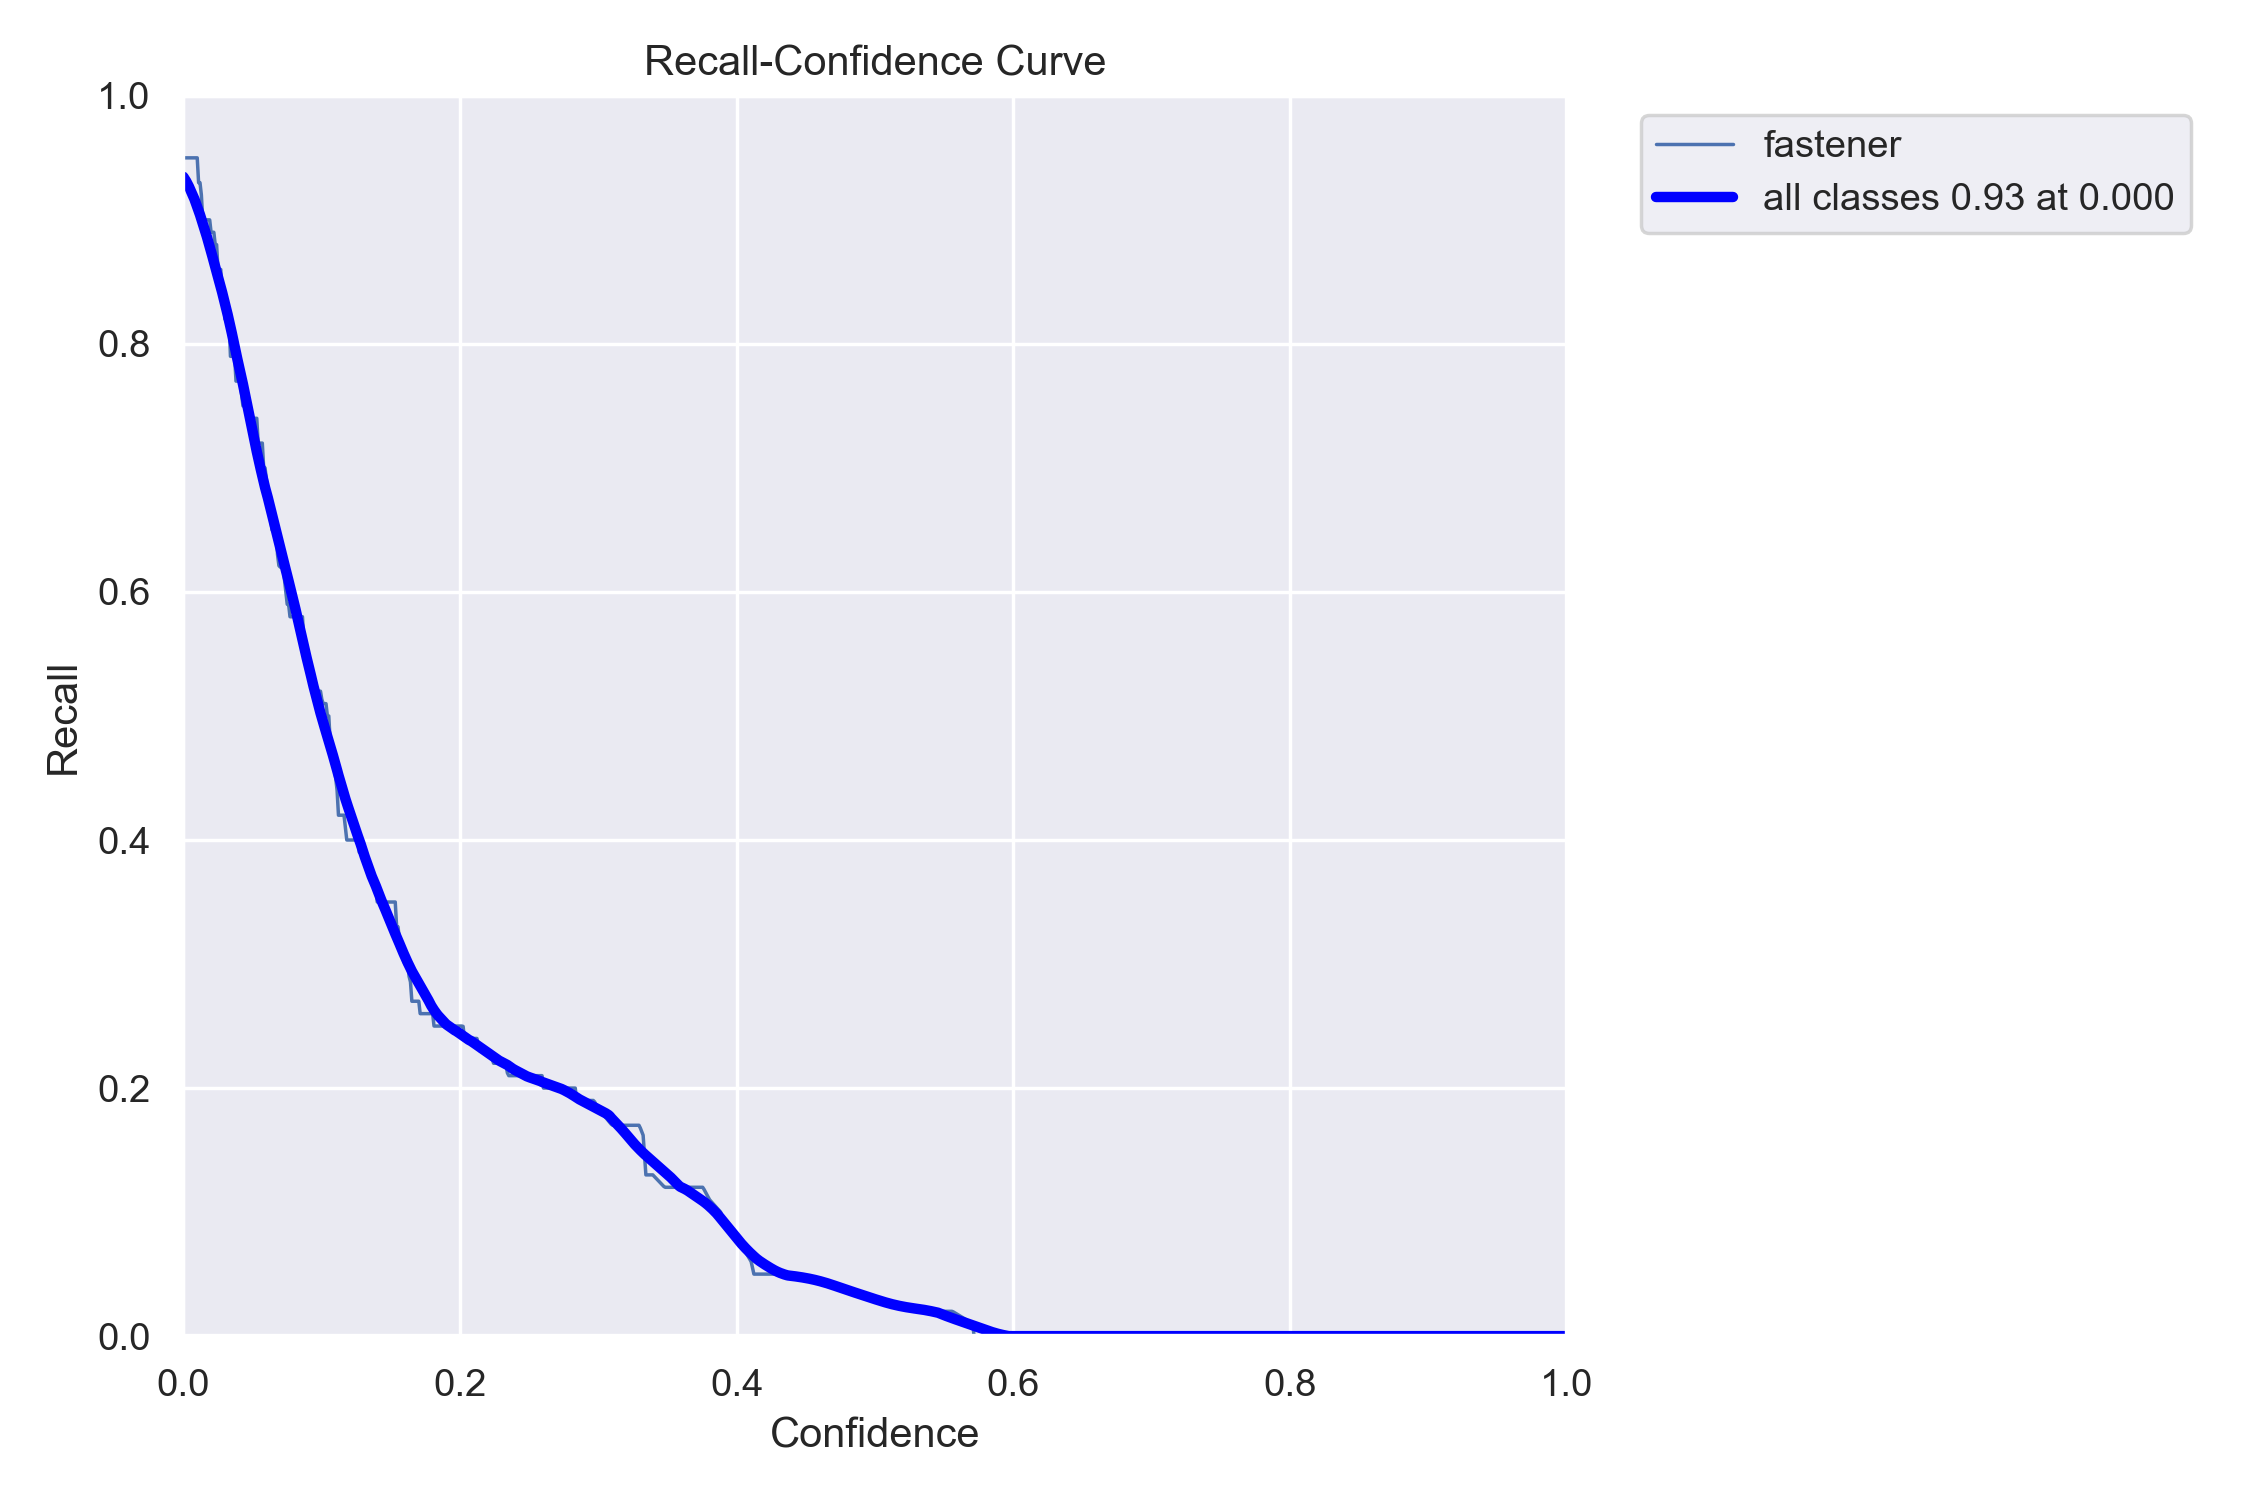 Recall-Confidence Curve
fastener
all classes 0.93 at 0.000
1.0
0.8
0.6
0.4
0.2
0.0
Recall
0.0 0.2 0.4 0.6 0.8 1.0
Confidence